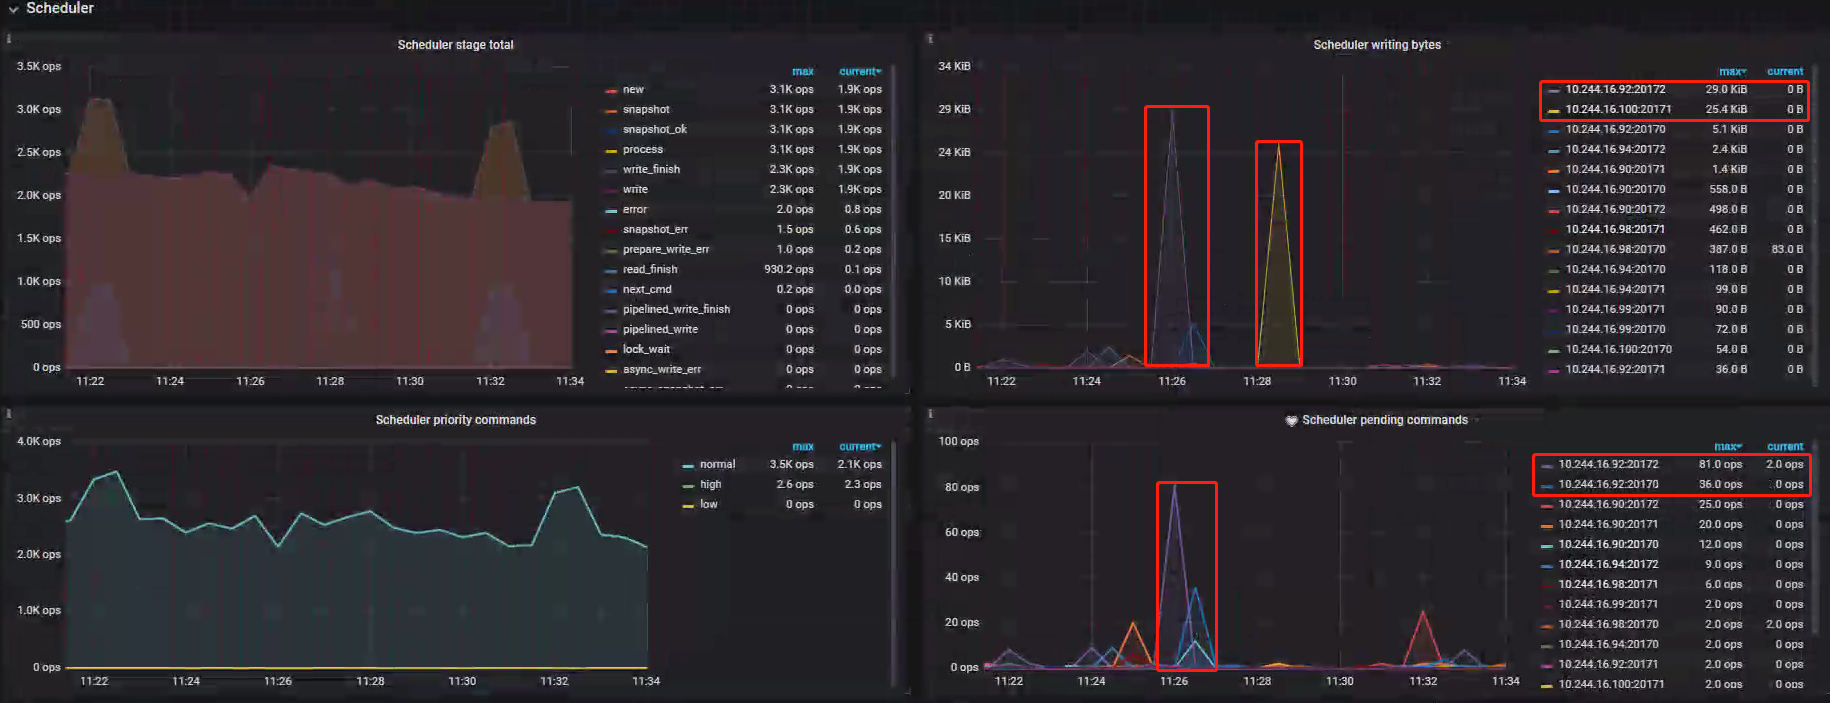 Scheduler
Scheduler stage total
3.5K ops
3.0K ops
2.5K ops
2.0K ops
1.5K ops
1.0K ops
500 ops
0 ops
11:22 11:24 11:26 11:28 11:30 11:32 11:34
max current
new 3.1K ops 1.9K ops
snapshot 3.1K ops 1.9K ops
snapshot_ok 3.1K ops 1.9K ops
process 3.1K ops 1.9K ops
write_finish 2.3K ops 1.9K ops
write 2.3K ops 1.9K ops
error 2.0 ops 0.8 ops
snapshot_err 1.5 ops 0.6 ops
prepare_write_err 1.0 ops 0.2 ops
read_finish 930.2 ops 0.1 ops
next_cmd 0.2 ops 0.0 ops
pipelined_write_finish 0 ops 0 ops
pipelined_write 0 ops 0 ops
lock_wait 0 ops 0 ops
async_write_err 0 ops 0 ops
Scheduler writing bytes
34 KiB
29 KiB
24 KiB
20 KiB
15 KiB
10 KiB
5 KiB
0 B
11:22 11:24 11:26 11:28 11:30 11:32 11:34
max current
10.244.16.92:20172 29.0 KiB 0 B
10.244.16.100:20171 25.4 KiB 0 B
10.244.16.92:20170 5.1 KiB 0 B
10.244.16.94:20172 2.4 KiB 0 B
10.244.16.90:20171 1.4 KiB 0 B
10.244.16.90:20170 558.0 B 0 B
10.244.16.90:20172 498.0 B 0 B
10.244.16.98:20171 462.0 B 0 B
10.244.16.98:20170 387.0 B 83.0 B
10.244.16.94:20170 118.0 B 0 B
10.244.16.94:20171 99.0 B 0 B
10.244.16.99:20171 90.0 B 0 B
10.244.16.99:20170 72.0 B 0 B
10.244.16.100:20170 54.0 B 0 B
10.244.16.92:20171 36.0 B 0 B
Scheduler priority commands
4.0K ops
3.0K ops
2.0K ops
1.0K ops
0 ops
11:22 11:24 11:26 11:28 11:30 11:32 11:34
max current
normal 3.5K ops 2.1K ops
high 2.6 ops 2.3 ops
low 0 ops 0 ops
Scheduler pending commands
100 ops
80 ops
60 ops
40 ops
20 ops
0 ops
11:22 11:24 11:26 11:28 11:30 11:32 11:34
max current
10.244.16.92:20172 81.0 ops 2.0 ops
10.244.16.92:20170 36.0 ops 0 ops
10.244.16.90:20172 25.0 ops 0 ops
10.244.16.90:20171 20.0 ops 0 ops
10.244.16.90:20170 12.0 ops 0 ops
10.244.16.94:20172 9.0 ops 0 ops
10.244.16.98:20171 6.0 ops 0 ops
10.244.16.99:20171 2.0 ops 0 ops
10.244.16.98:20170 2.0 ops 2.0 ops
10.244.16.94:20170 2.0 ops 0 ops
10.244.16.92:20171 2.0 ops 0 ops
10.244.16.100:20171 2.0 ops 0 ops